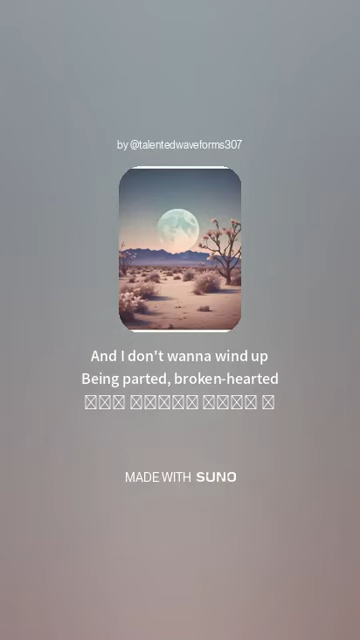 by @talentedwaveforms307
And I don't wanna wind up
Being parted, broken-hearted
MADE WITH SUNO